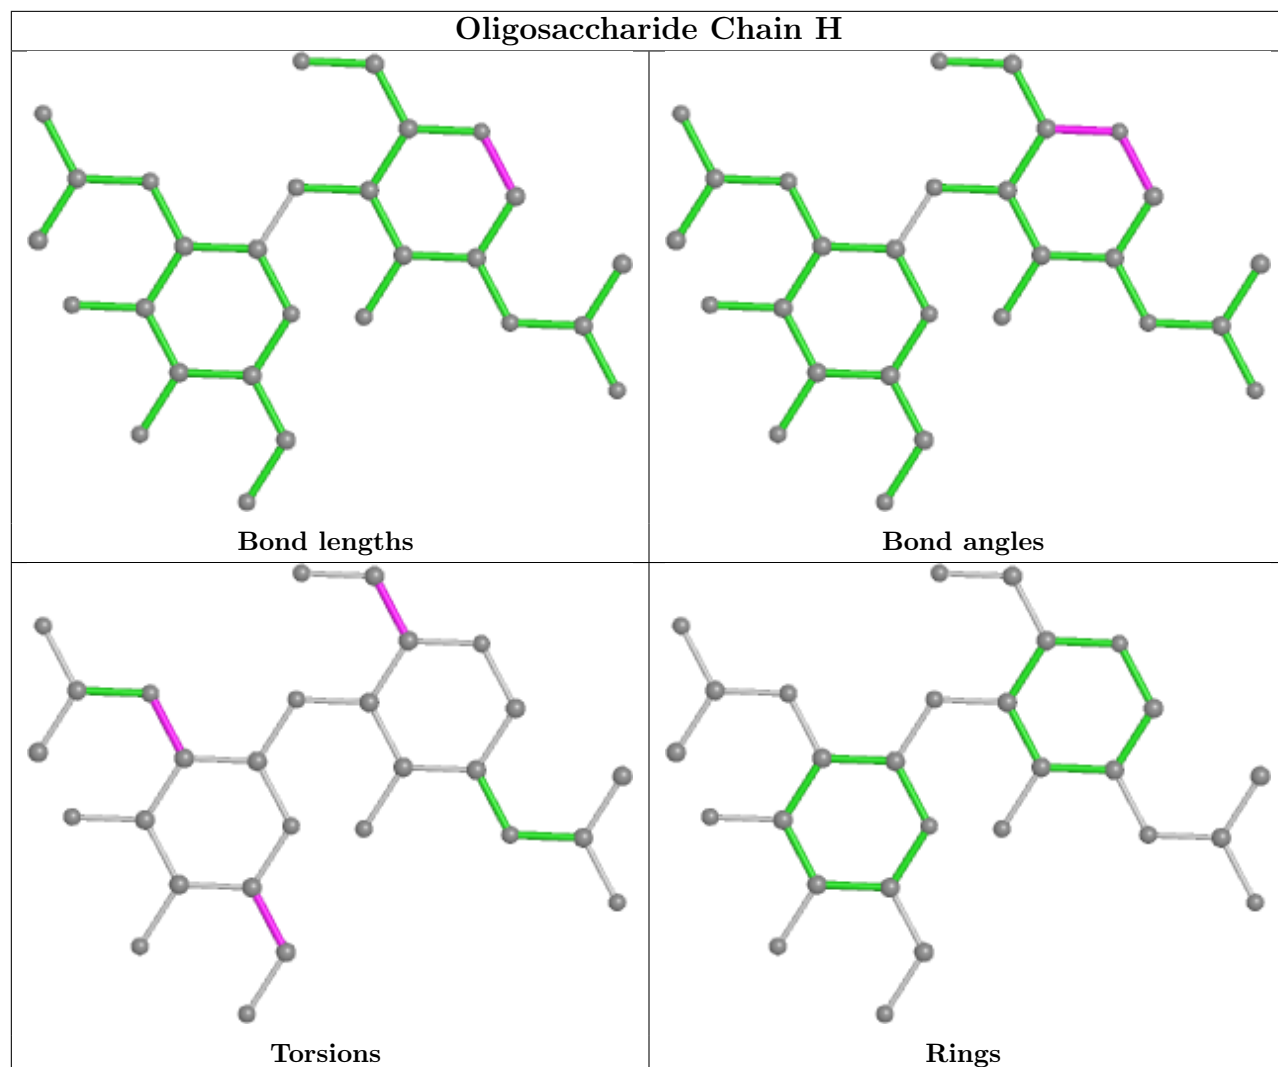 Oligosaccharide Chain H
Bond lengths
Bond angles
Torsions
Rings